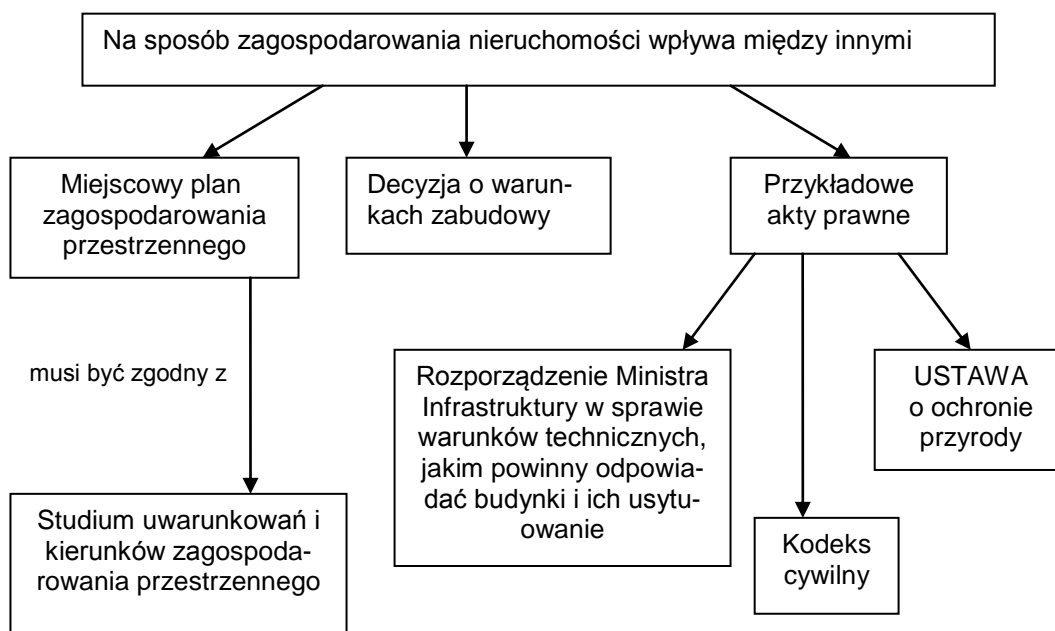 Na sposób zagospodarowania nieruchomości wpływa między innymi
Miejscowy plan
zagospodarowania
przestrzennego
Decyzja o warun-
kach zabudowy
Przykładowe
akty prawne
musi być zgodny z
Rozporządzenie Ministra
Infrastruktury w sprawie
warunków technicznych,
jakim powinny odpowia-
dać budynki i ich usytu-
owanie
USTAWA
o ochronie
przyrody
Studium uwarunkowań i
kierunków zagospoda-
rowania przestrzennego
Kodeks
cywilny